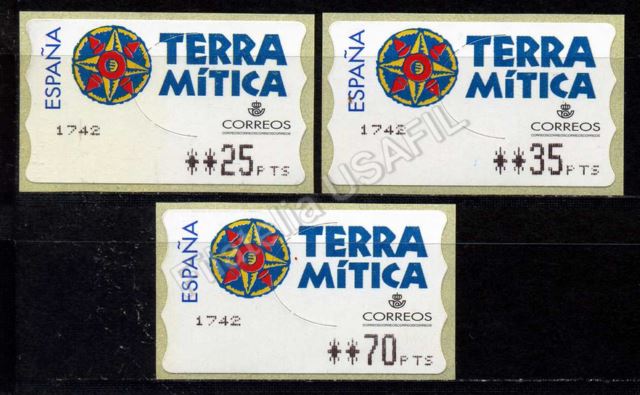 ESPAÑA
TERRA
MíTICA
CORREOS
1742
**25PTS
ESPAÑA
TERRA
MíTICA
CORREOS
1742
**35PTS
ESPAÑA
TERRA
MíTICA
CORREOS
1742
**70PTS
Filatelia USAFIL